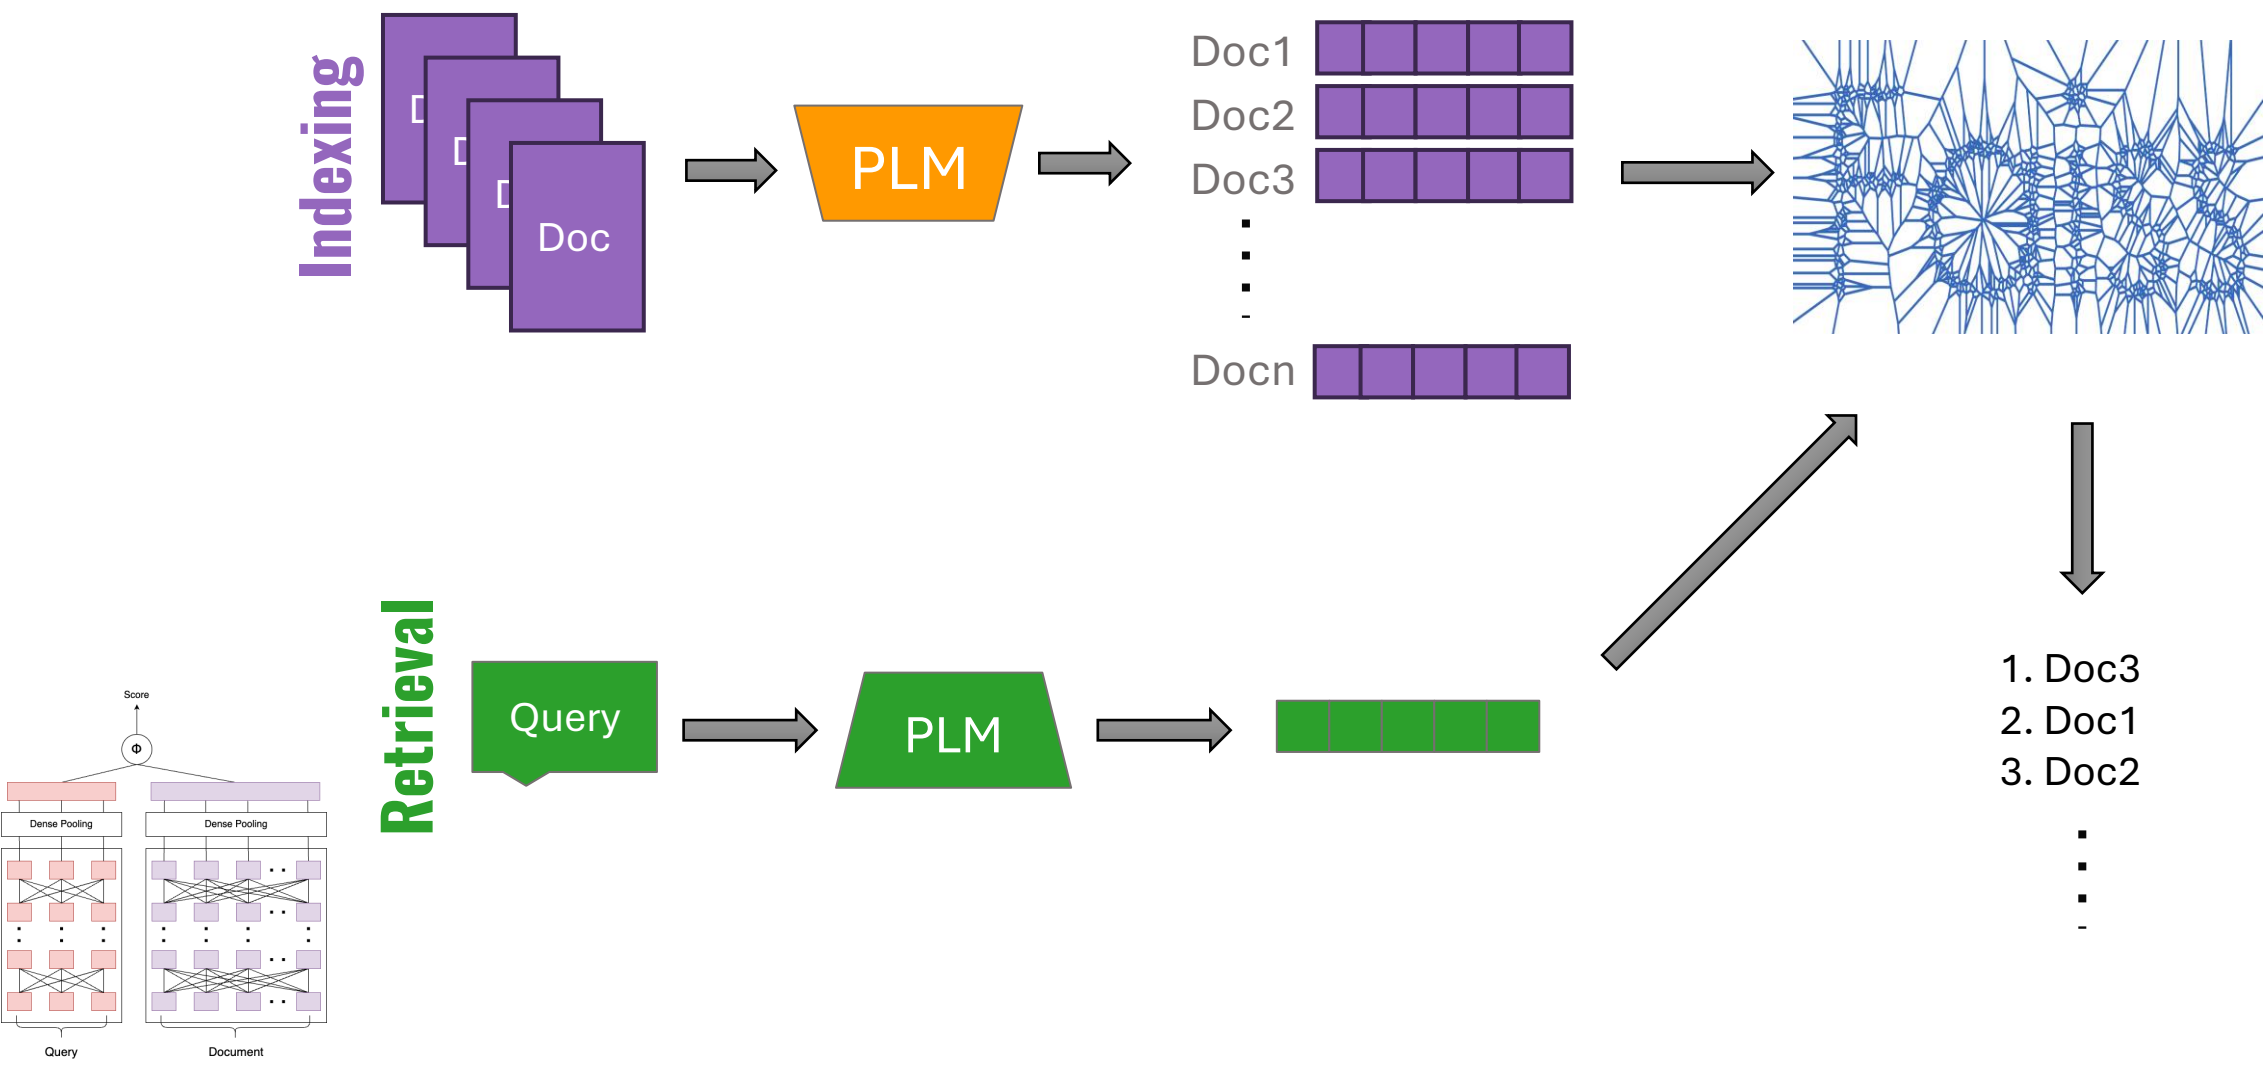 Indexing
D
D
D
Doc
PLM
Doc1
Doc2
Doc3
Docn
Retrieval
Query
PLM
1. Doc3
2. Doc1
3. Doc2
Score
Φ
Dense Pooling
Dense Pooling
Query
Document